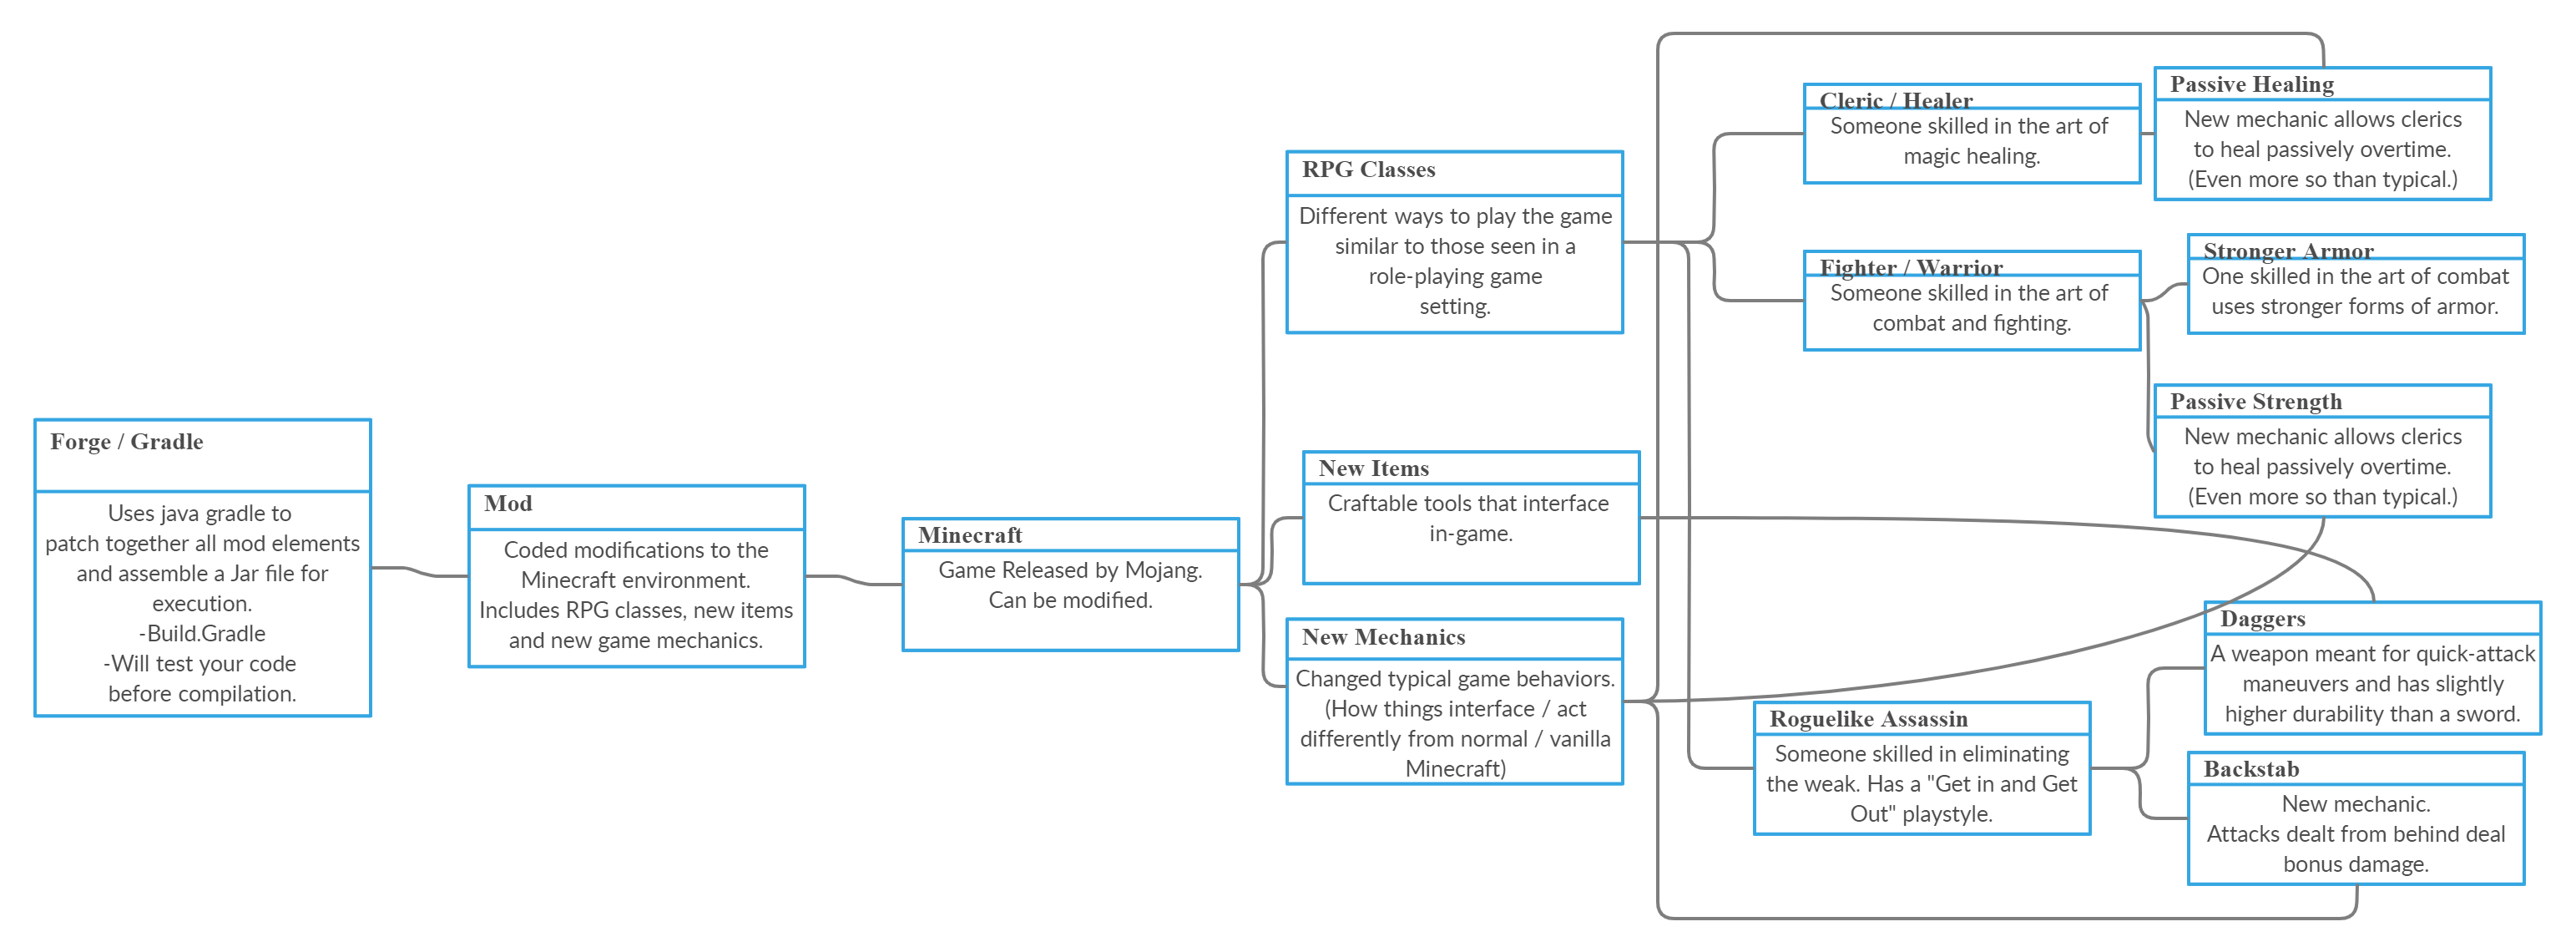 Forge / Gradle
Uses java gradle to
patch together all mod elements
and assemble a Jar file for
execution.
-Build.Gradle
-Will test your code
before compilation.
Mod
Coded modifications to the
Minecraft environment.
Includes RPG classes, new items
and new game mechanics.
Minecraft
Game Released by Mojang.
Can be modified.
RPG Classes
Different ways to play the game
similar to those seen in a
role-playing game
setting.
New Items
Craftable tools that interface
in-game.
New Mechanics
Changed typical game behaviors.
(How things interface / act
differently from normal / vanilla
Minecraft)
Cleric / Healer
Someone skilled in the art of
magic healing.
Passive Healing
New mechanic allows clerics
to heal passively overtime.
(Even more so than typical.)
Fighter / Warrior
Someone skilled in the art of
combat and fighting.
Stronger Armor
One skilled in the art of combat
uses stronger forms of armor.
Passive Strength
New mechanic allows clerics
to heal passively overtime.
(Even more so than typical.)
Roguelike Assassin
Someone skilled in eliminating
the weak. Has a "Get in and Get
Out" playstyle.
Daggers
A weapon meant for quick-attack
maneuvers and has slightly
higher durability than a sword.
Backstab
New mechanic.
Attacks dealt from behind deal
bonus damage.